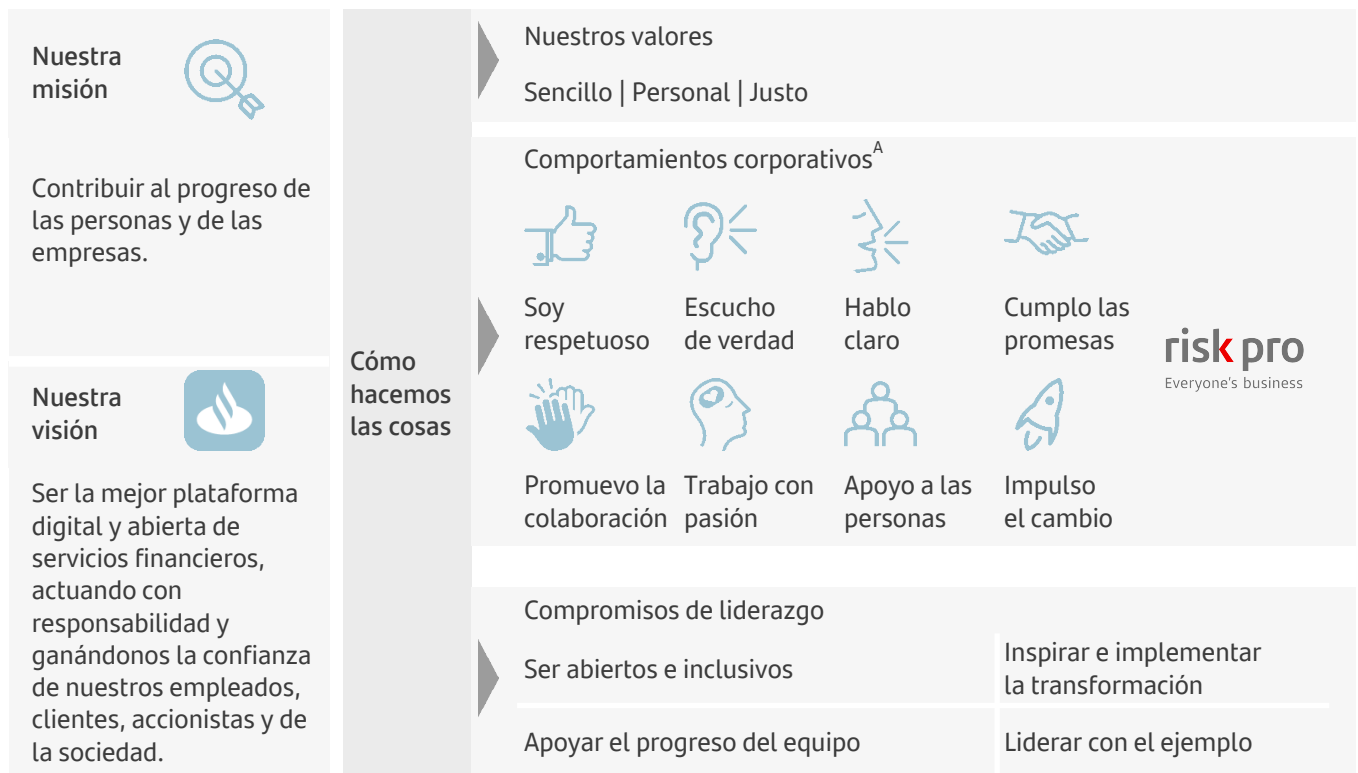 Nuestra
misión
Contribuir al progreso de
las personas y de las
empresas.
Nuestra
visión
Ser la mejor plataforma
digital y abierta de
servicios financieros,
actuando con
responsabilidad y
ganándonos la confianza
de nuestros empleados,
clientes, accionistas y de
la sociedad.
Cómo
hacemos
las cosas
Nuestros valores
Sencillo | Personal | Justo
Comportamientos corporativosᴬ
Soy
respetuoso
Escucho
de verdad
Hablo
claro
Cumplo las
promesas
Promuevo la
colaboración
Trabajo con
pasión
Apoyo a las
personas
Impulso
el cambio
risk pro
Everyone's business
Compromisos de liderazgo
Ser abiertos e inclusivos
Inspirar e implementar
la transformación
Apoyar el progreso del equipo
Liderar con el ejemplo